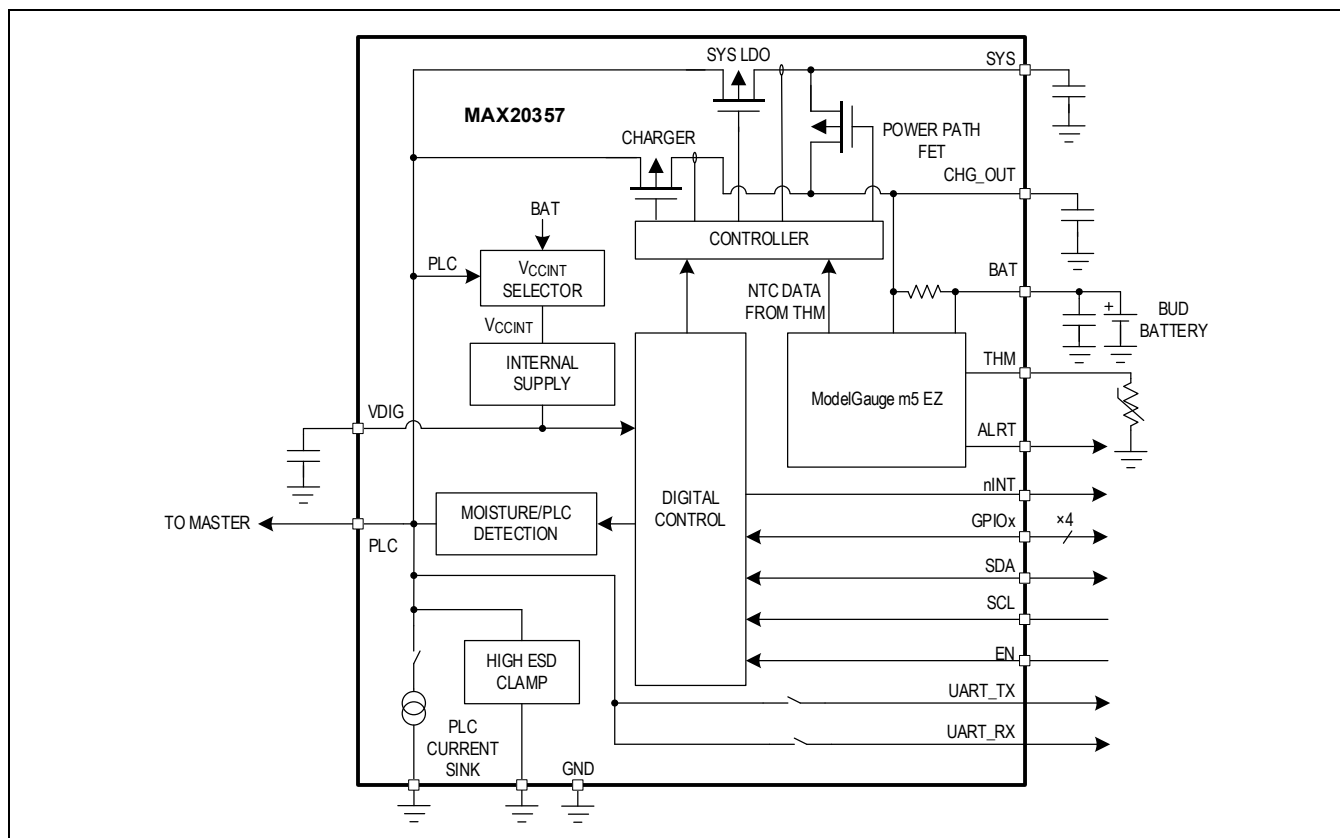 SYS LDO
SYS
MAX20357
CHARGER
POWER PATH
FET
CHG_OUT
BAT
CONTROLLER
PLC
VCCINT
SELECTOR
NTC DATA
FROM THM
BAT
VCCINT
+
BUD
BATTERY
INTERNAL
SUPPLY
THM
ModelGauge m5 EZ
VDIG
ALRT
nINT
TO MASTER
MOISTURE/PLC
DETECTION
DIGITAL
CONTROL
GPIOx
×4
PLC
SDA
SCL
HIGH ESD
CLAMP
EN
UART_TX
PLC
CURRENT
SINK
UART_RX
GND